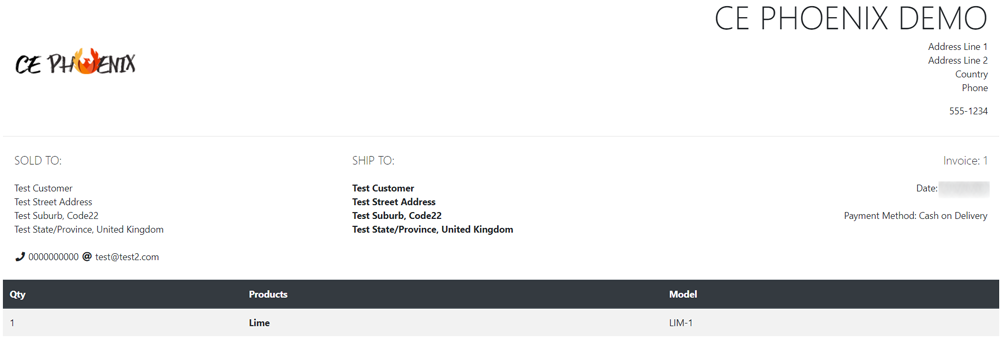 CE PHOENIX DEMO
CE PHOENIX
Address Line 1
Address Line 2
Country
Phone
555-1234
SOLD TO:
Test Customer
Test Street Address
Test Suburb, Code22
Test State/Province, United Kingdom
0000000000 @ test@test2.com
SHIP TO:
Test Customer
Test Street Address
Test Suburb, Code22
Test State/Province, United Kingdom
Invoice: 1
Date:
Payment Method: Cash on Delivery
Qty Products Model
1 Lime LIM-1